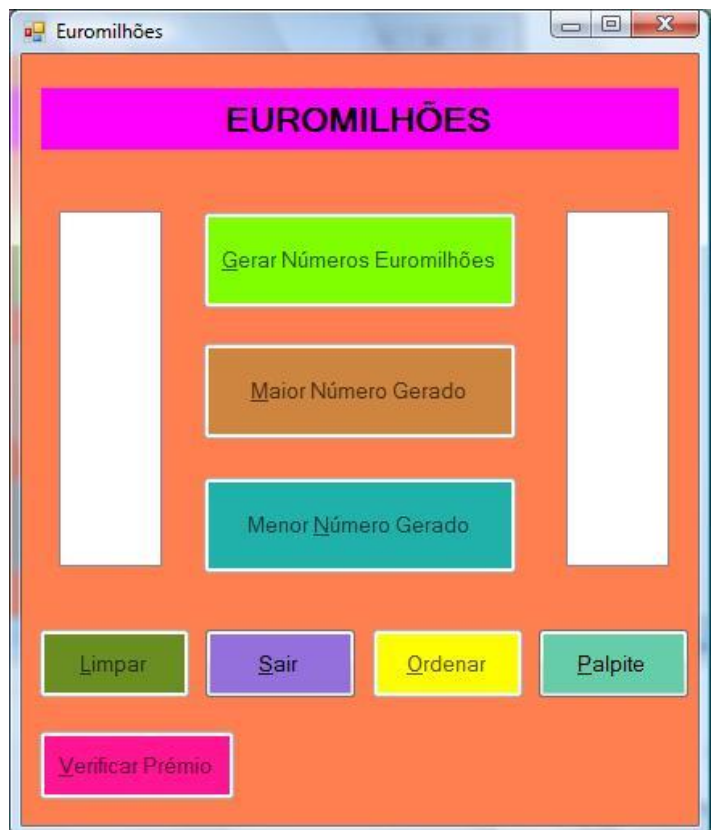 Euromilhões
EUROMILHÕES
Gerar Números Euromilhões
Maior Número Gerado
Menor Número Gerado
Limpar
Sair
Ordenar
Palpite
Verificar Prémio